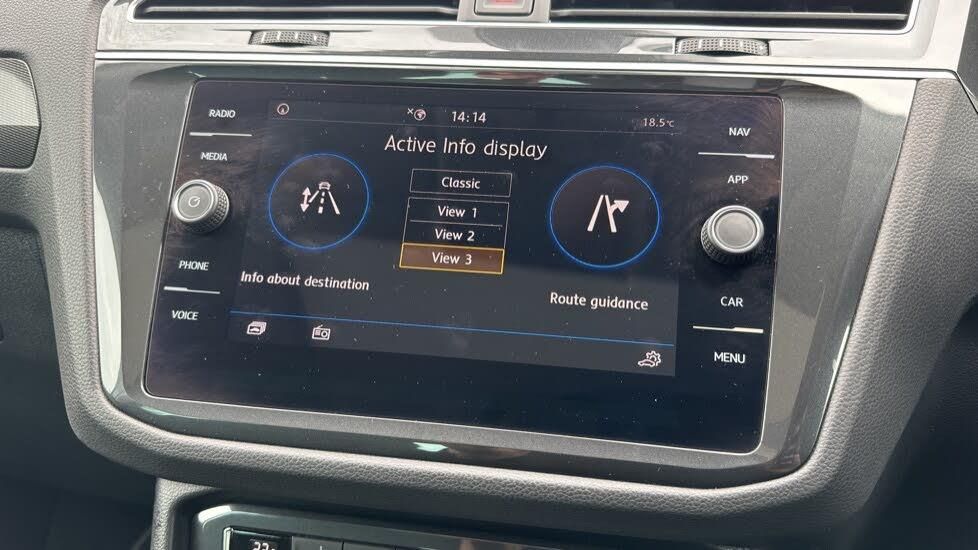 RADIO
MEDIA
PHONE
VOICE
14:14
18.5°C
Active Info display
Classic
View 1
View 2
View 3
Info about destination
Route guidance
NAV
APP
CAR
MENU